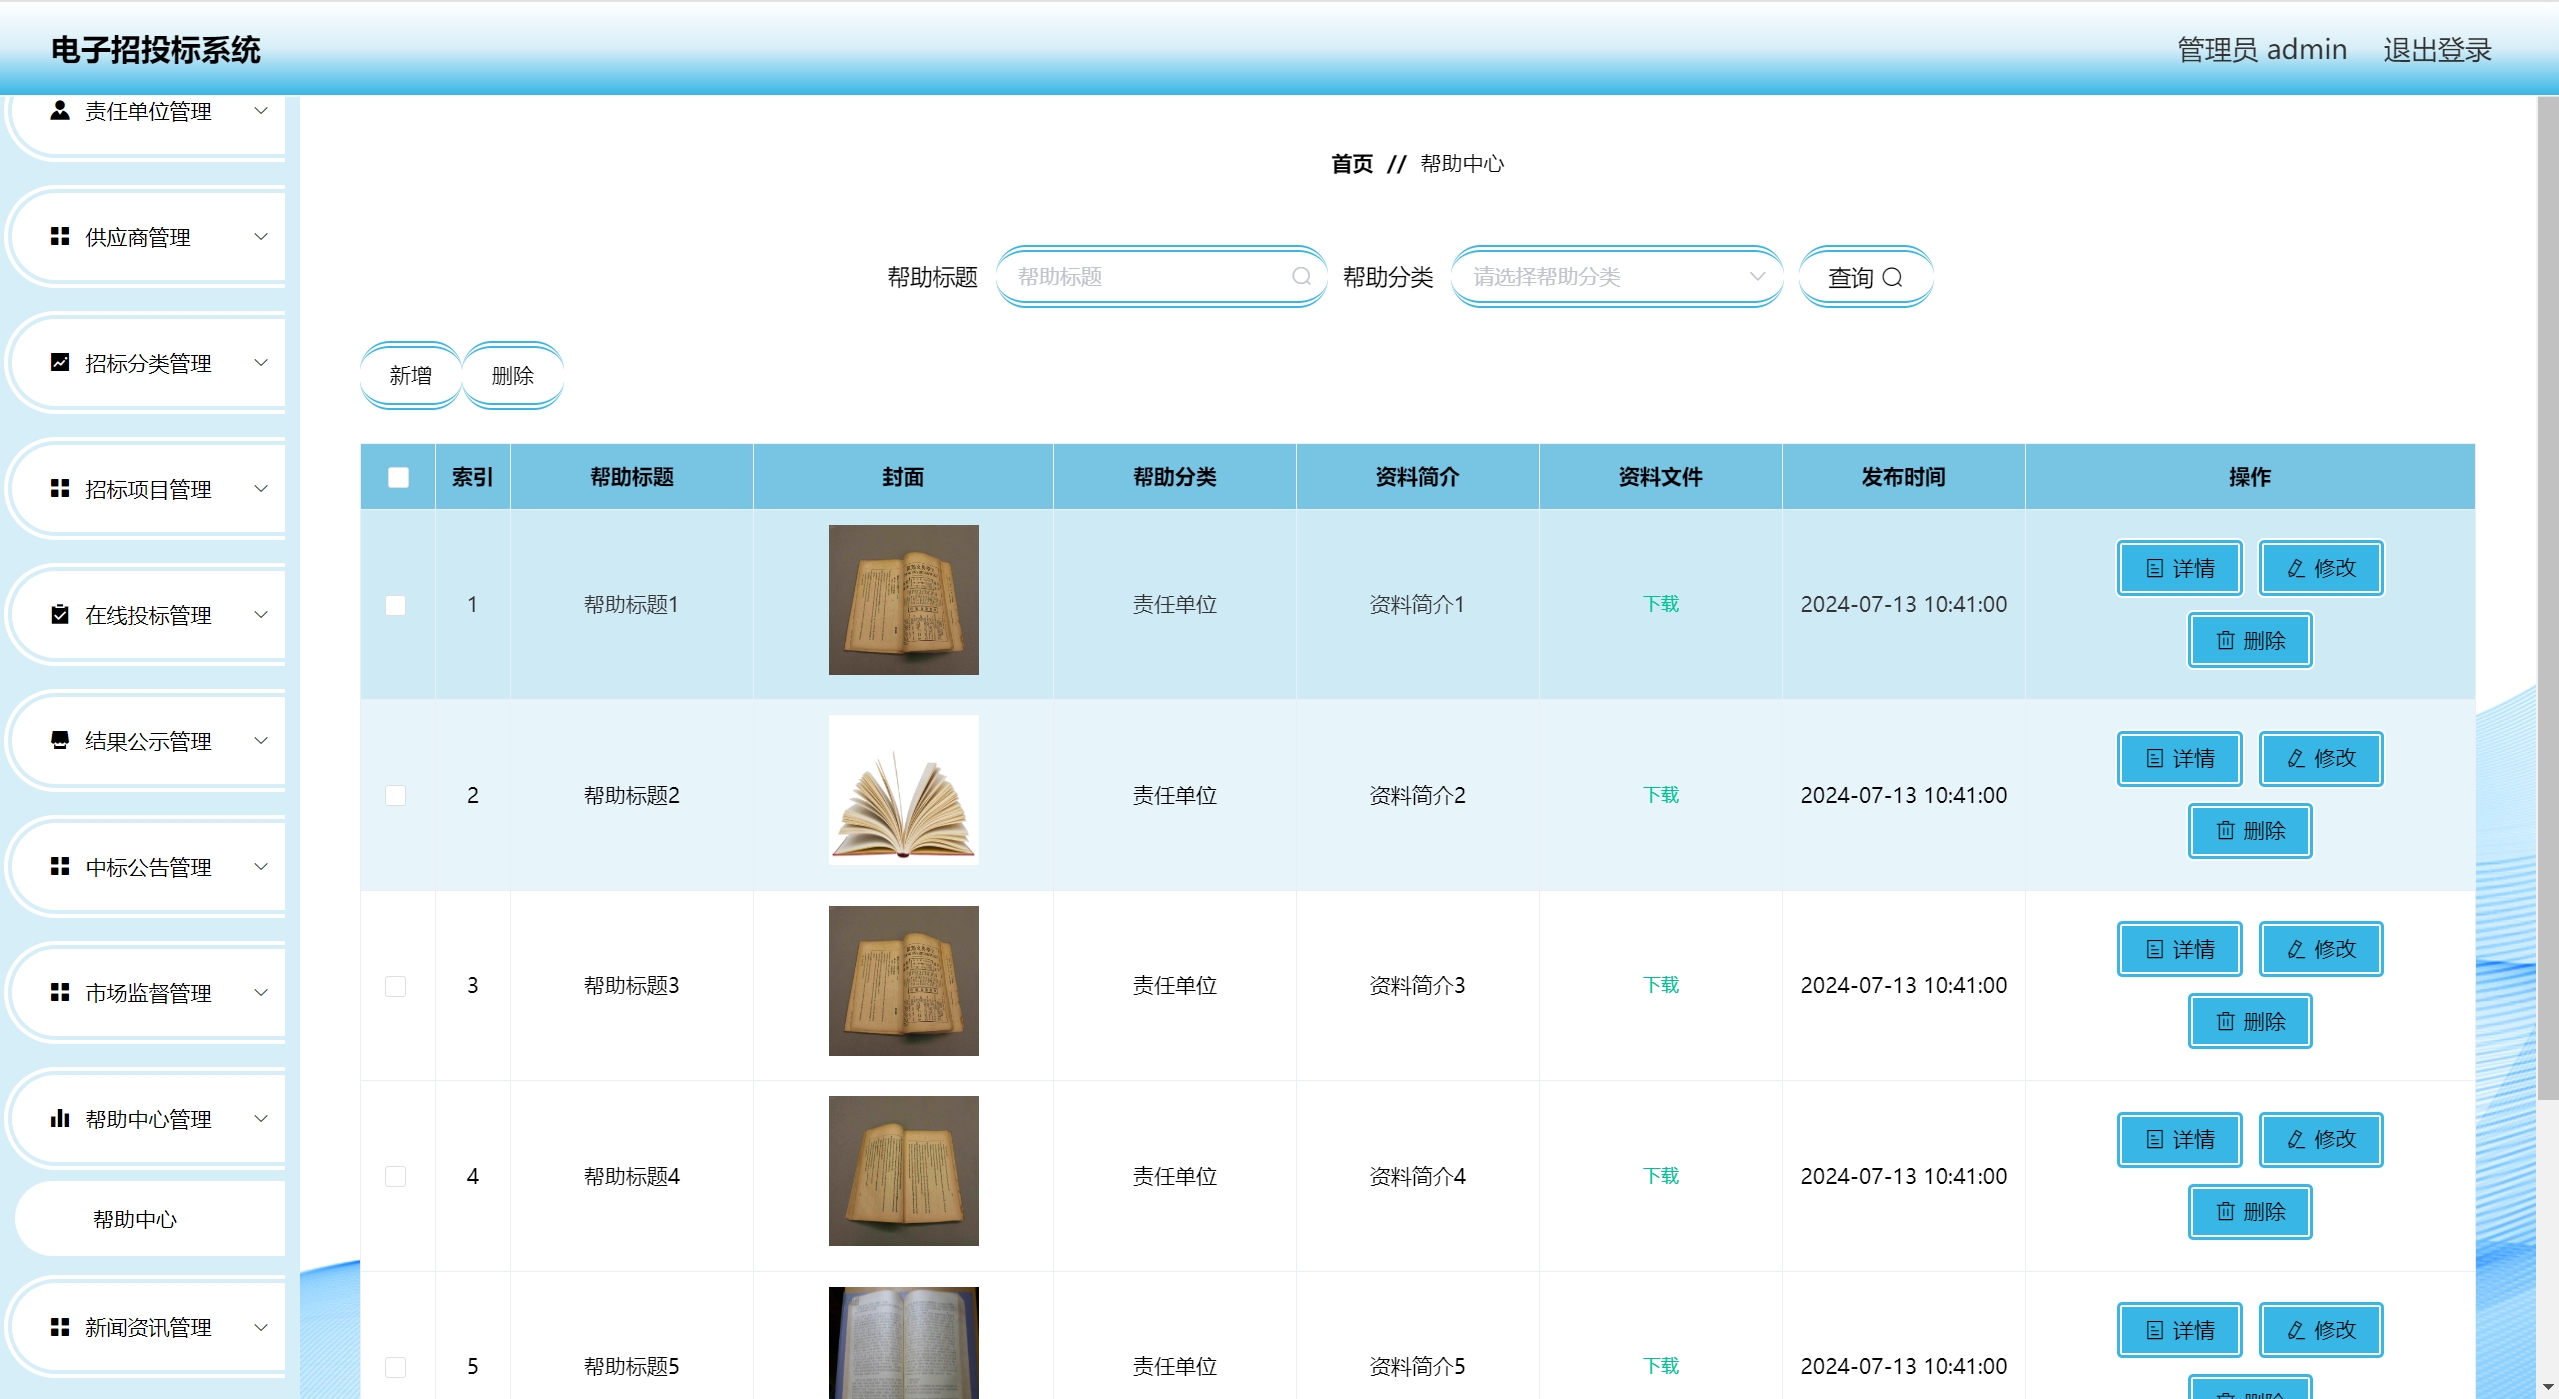 电子招投标系统
管理员 admin 退出登录
责任单位管理
供应商管理
招标分类管理
招标项目管理
在线投标管理
结果公示管理
中标公告管理
市场监督管理
帮助中心管理
帮助中心
新闻资讯管理
首页 // 帮助中心
帮助标题 帮助标题 帮助分类 请选择帮助分类 查询
新增 删除
索引 帮助标题 封面 帮助分类 资料简介 资料文件 发布时间 操作
1 帮助标题1 责任单位 资料简介1 下载 2024-07-13 10:41:00 详情 修改
删除
2 帮助标题2 责任单位 资料简介2 下载 2024-07-13 10:41:00 详情 修改
删除
3 帮助标题3 责任单位 资料简介3 下载 2024-07-13 10:41:00 详情 修改
删除
4 帮助标题4 责任单位 资料简介4 下载 2024-07-13 10:41:00 详情 修改
删除
5 帮助标题5 责任单位 资料简介5 下载 2024-07-13 10:41:00 详情 修改
删除